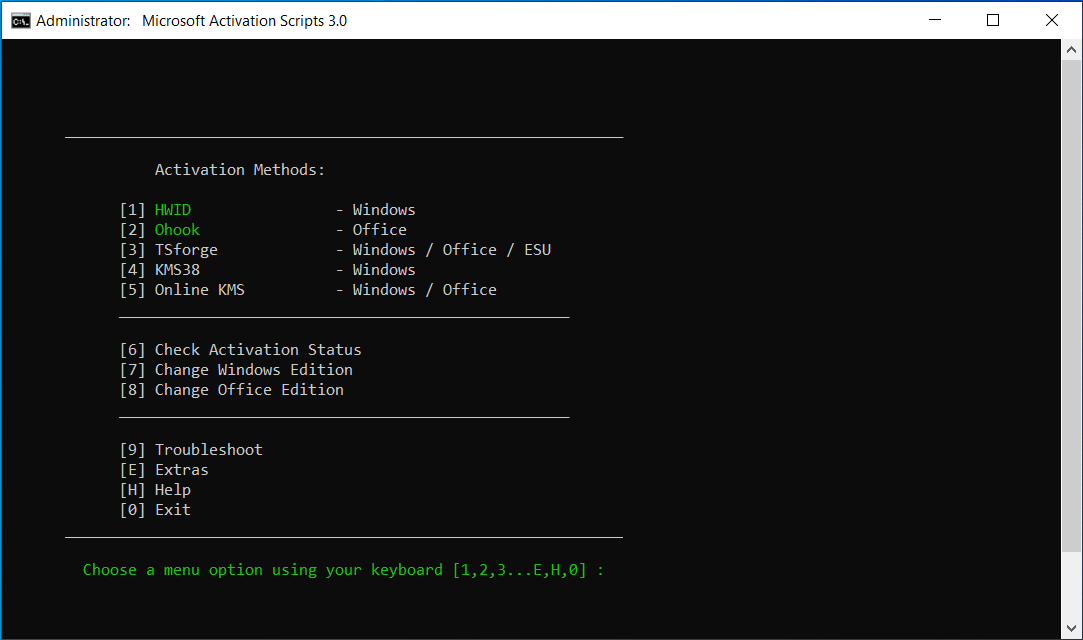 Administrator:  Microsoft Activation Scripts 3.0
Activation Methods:
[1] HWID - Windows
[2] Ohook - Office
[3] TSforge - Windows / Office / ESU
[4] KMS38 - Windows
[5] Online KMS - Windows / Office
[6] Check Activation Status
[7] Change Windows Edition
[8] Change Office Edition
[9] Troubleshoot
[E] Extras
[H] Help
[0] Exit
Choose a menu option using your keyboard [1,2,3...E,H,0] :